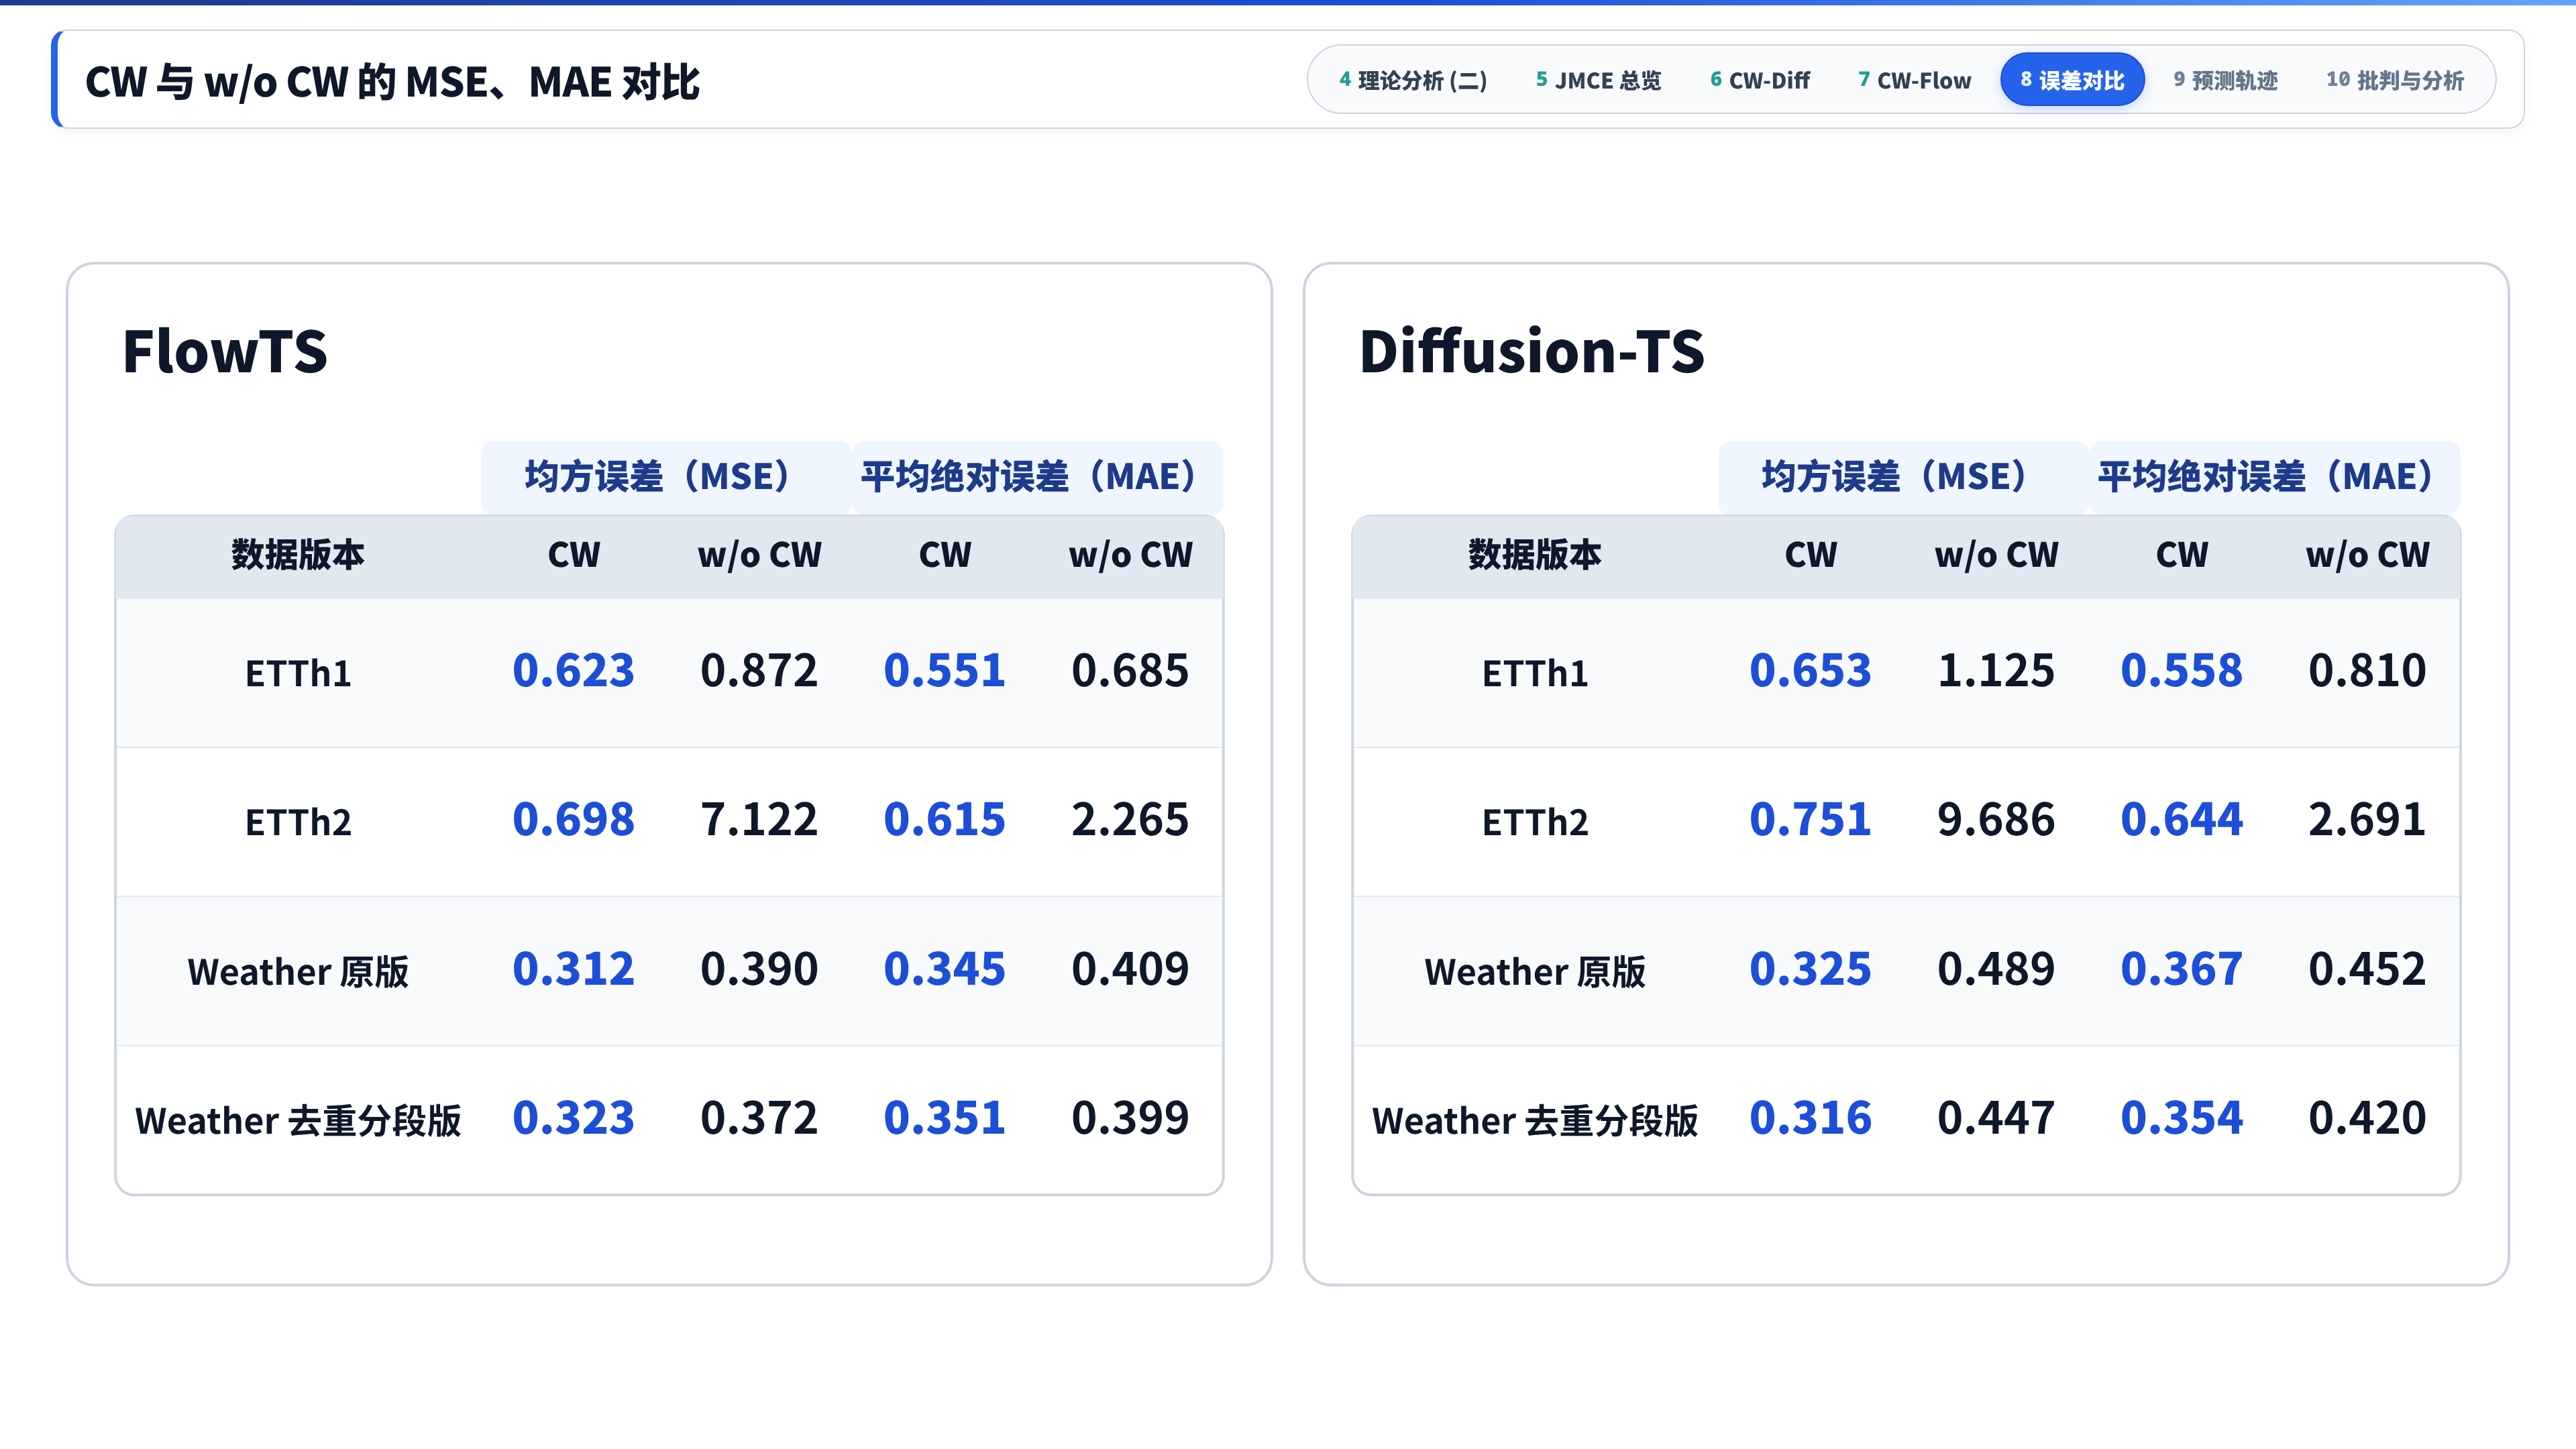 CW 与 w/o CW 的 MSE、MAE 对比
4 理论分析 (二) 5 JMCE 总览 6 CW-Diff 7 CW-Flow 8 误差对比 9 预测轨迹 10 批判与分析
FlowTS
均方误差（MSE） 平均绝对误差（MAE）
数据版本 CW w/o CW CW w/o CW
ETTh1 0.623 0.872 0.551 0.685
ETTh2 0.698 7.122 0.615 2.265
Weather 原版 0.312 0.390 0.345 0.409
Weather 去重分段版 0.323 0.372 0.351 0.399
Diffusion-TS
均方误差（MSE） 平均绝对误差（MAE）
数据版本 CW w/o CW CW w/o CW
ETTh1 0.653 1.125 0.558 0.810
ETTh2 0.751 9.686 0.644 2.691
Weather 原版 0.325 0.489 0.367 0.452
Weather 去重分段版 0.316 0.447 0.354 0.420